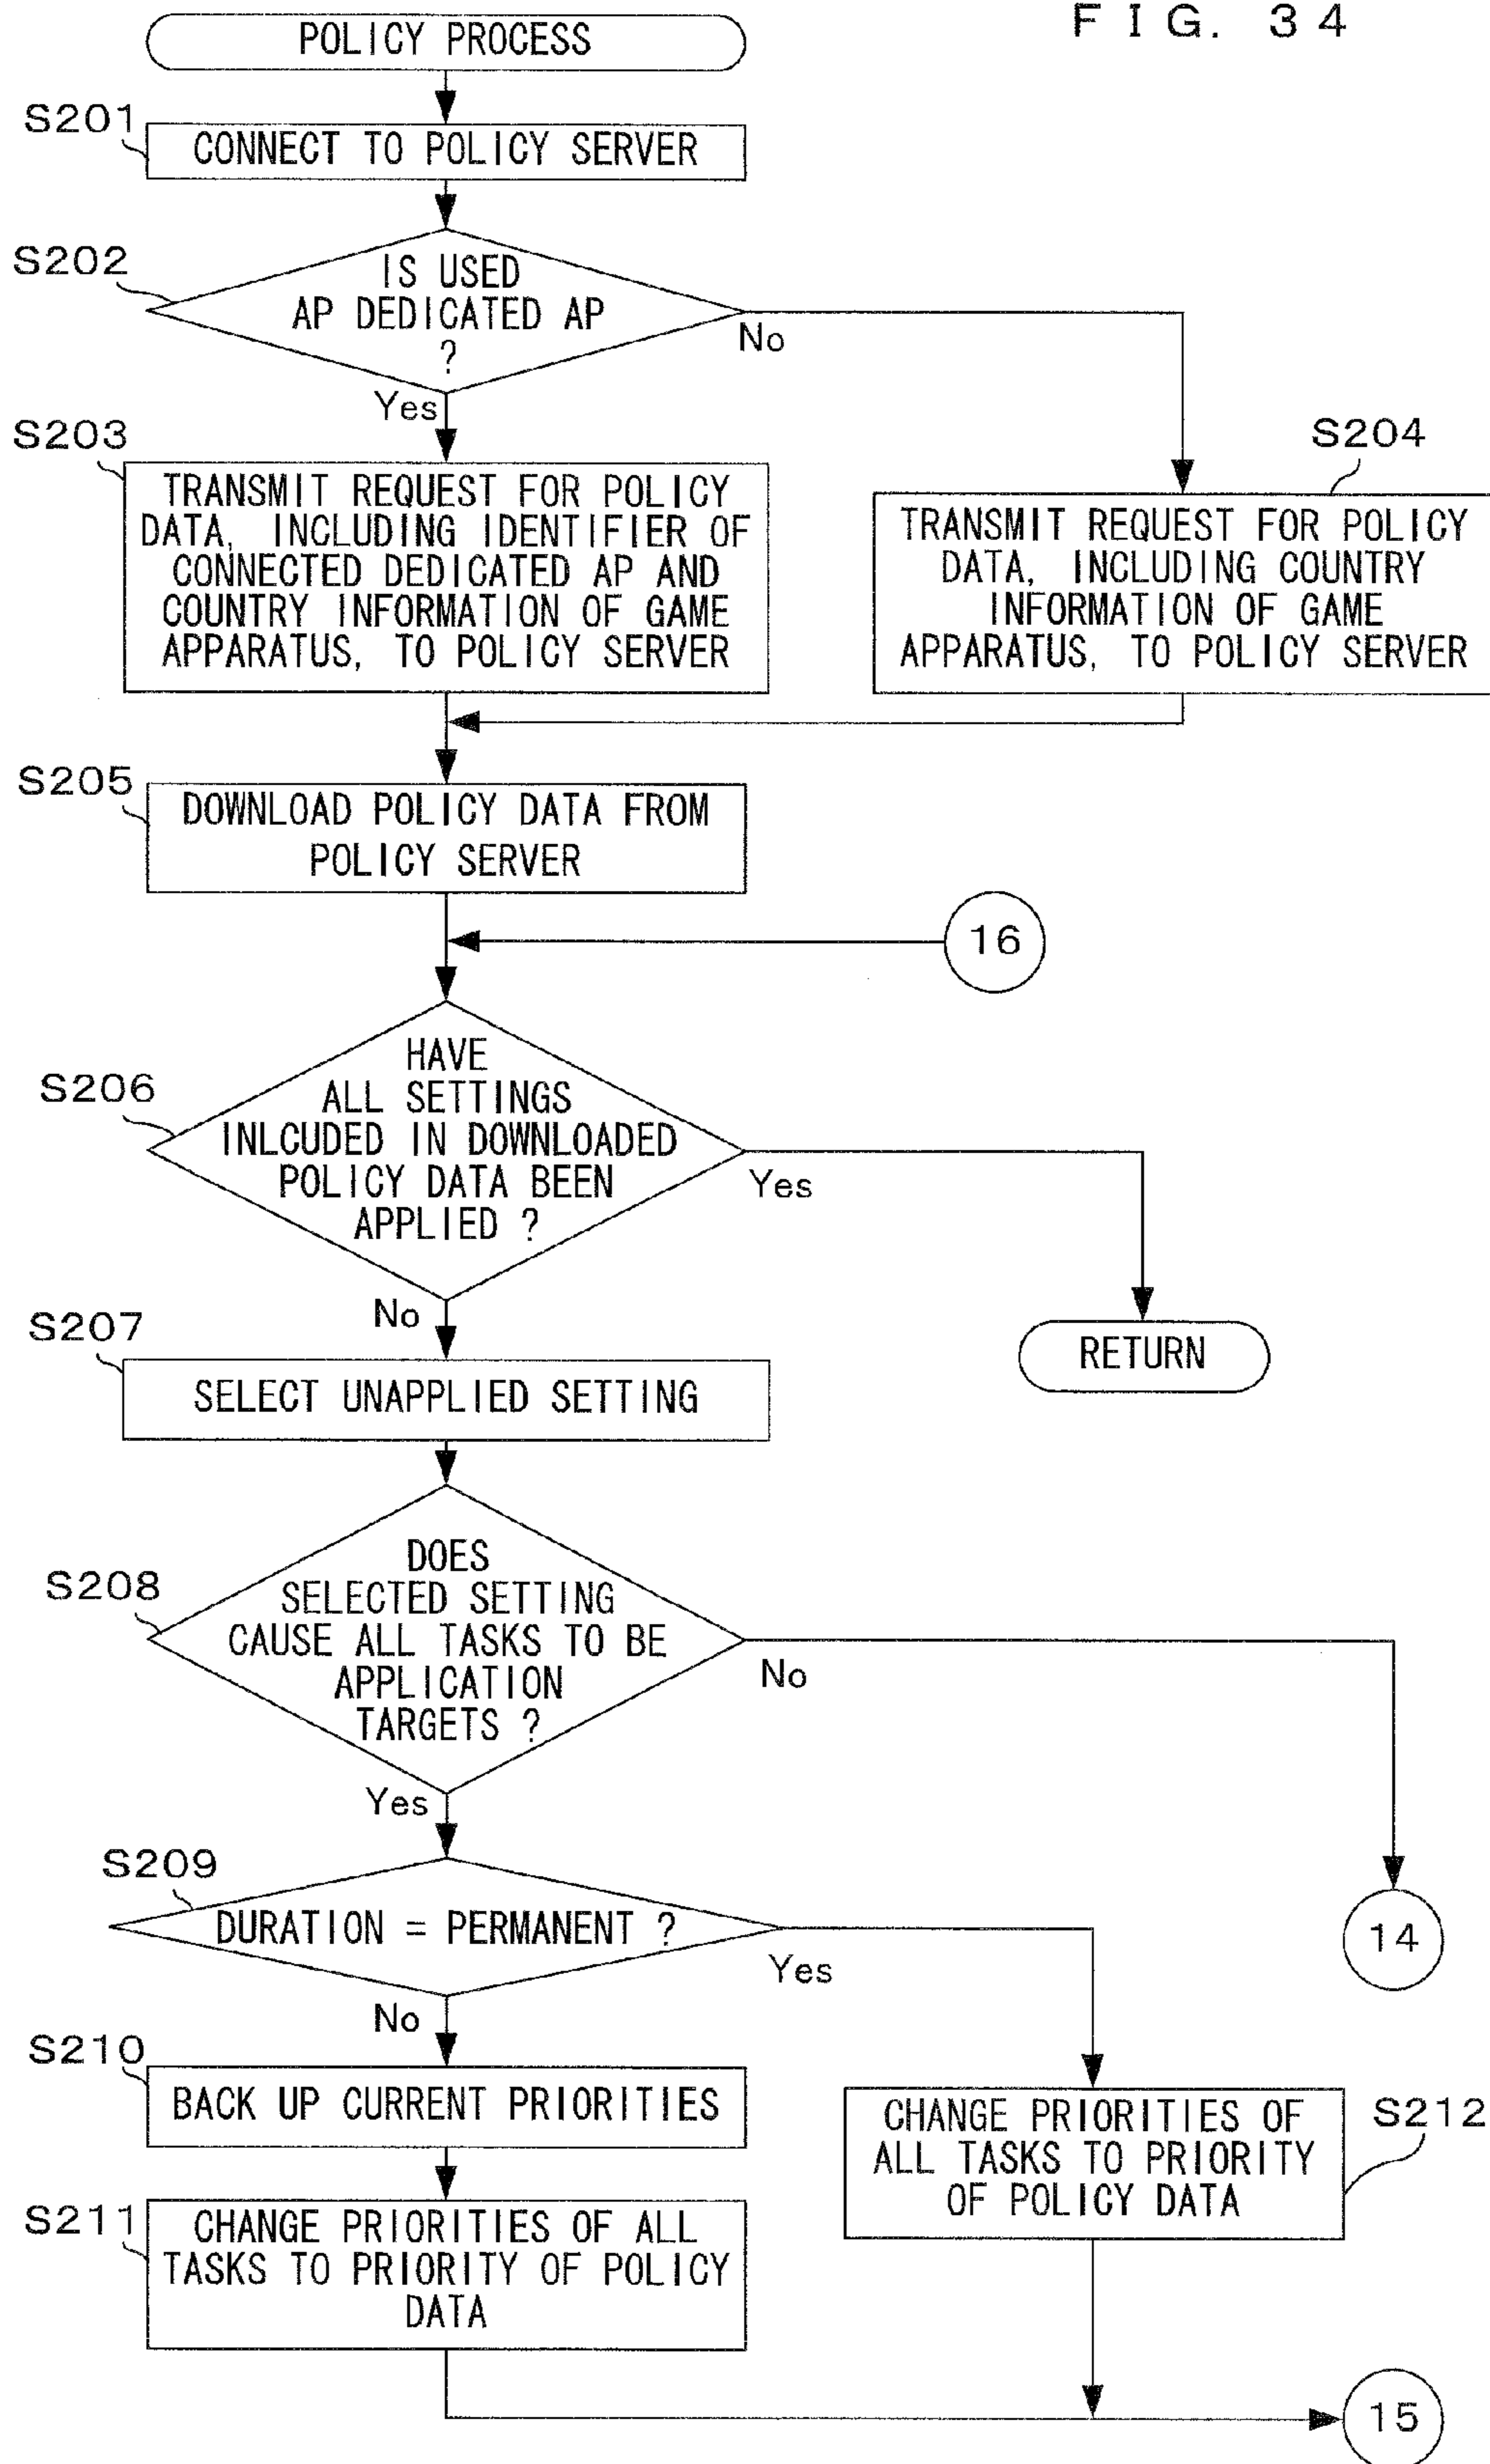 FIG. 34
POLICY PROCESS
S201
CONNECT TO POLICY SERVER
S202
IS USED
AP DEDICATED AP
?
No
Yes
S203
TRANSMIT REQUEST FOR POLICY
DATA, INCLUDING IDENTIFIER OF
CONNECTED DEDICATED AP AND
COUNTRY INFORMATION OF GAME
APPARATUS, TO POLICY SERVER
S204
TRANSMIT REQUEST FOR POLICY
DATA, INCLUDING COUNTRY
INFORMATION OF GAME
APPARATUS, TO POLICY SERVER
S205
DOWNLOAD POLICY DATA FROM
POLICY SERVER
16
S206
HAVE
ALL SETTINGS
INLCUDED IN DOWNLOADED
POLICY DATA BEEN
APPLIED ?
Yes
No
RETURN
S207
SELECT UNAPPLIED SETTING
S208
DOES
SELECTED SETTING
CAUSE ALL TASKS TO BE
APPLICATION
TARGETS ?
No
Yes
14
S209
DURATION = PERMANENT ?
Yes
No
S210
BACK UP CURRENT PRIORITIES
S211
CHANGE PRIORITIES OF ALL
TASKS TO PRIORITY OF POLICY
DATA
S212
CHANGE PRIORITIES OF
ALL TASKS TO PRIORITY
OF POLICY DATA
15